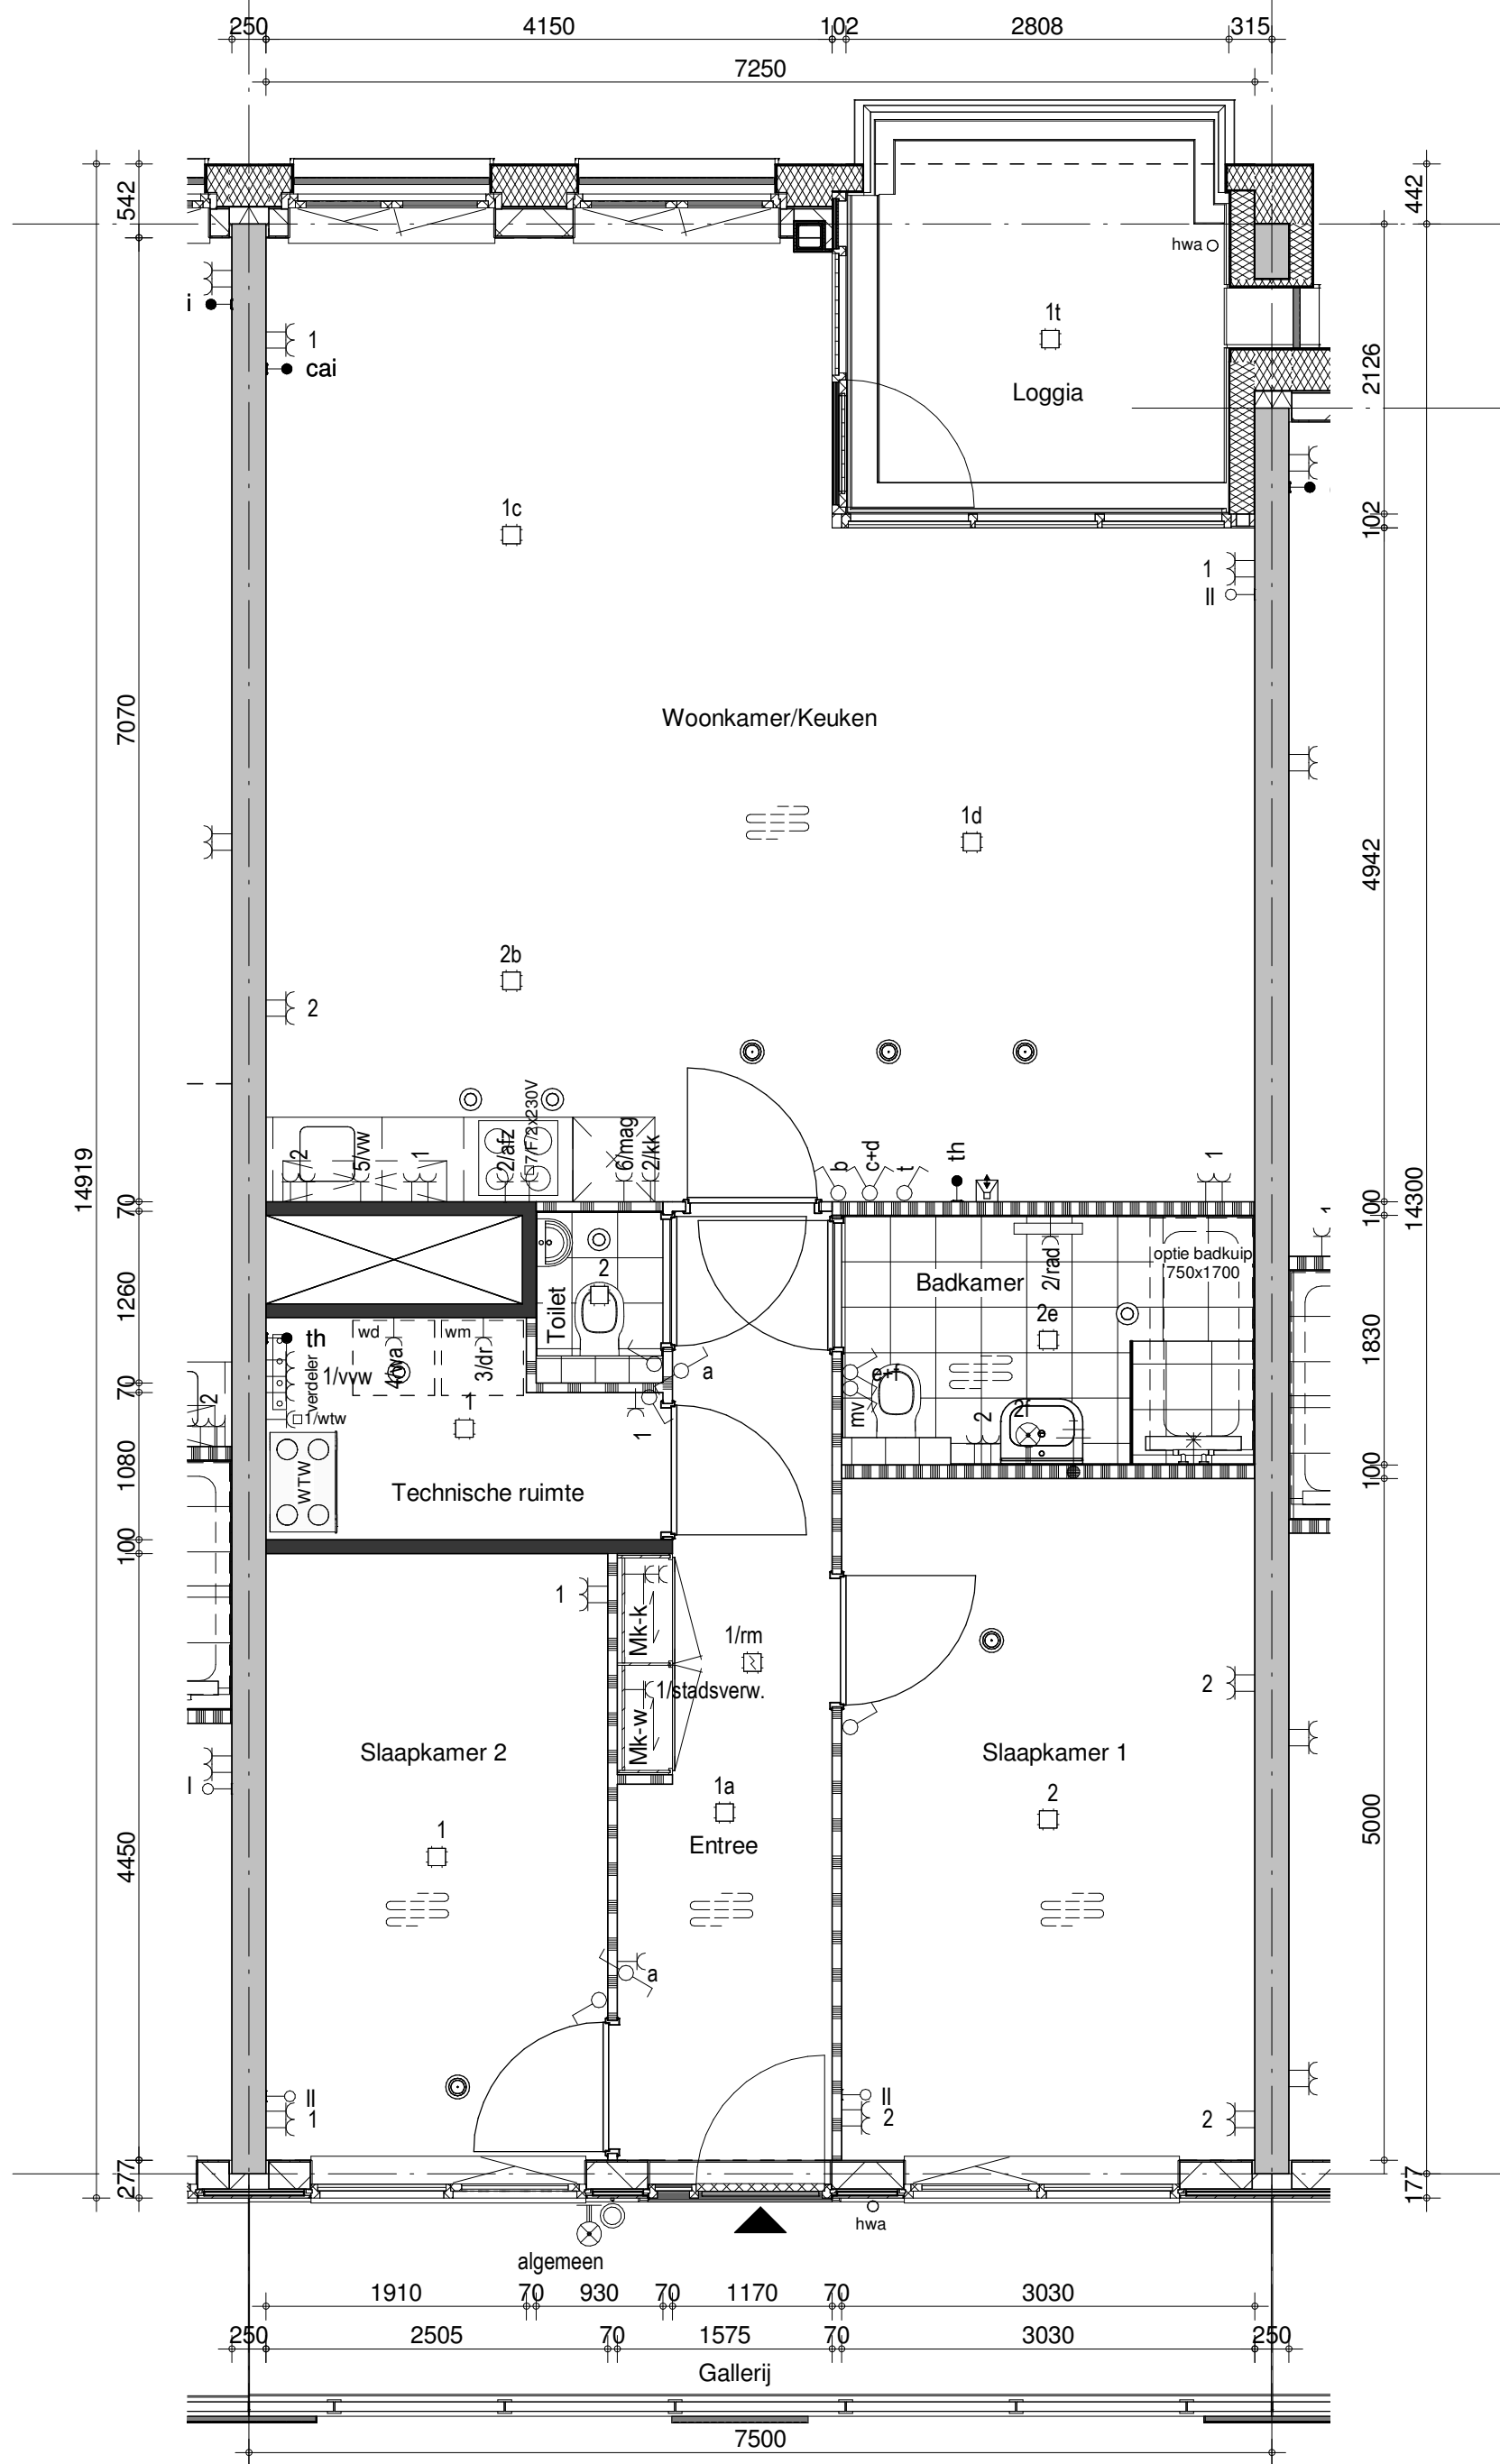 250 4150 102 2808 315
7250
542
442
hwa
i
1
cai
1t
Loggia
2126
1c
102
1
II
7070
Woonkamer/Keuken
1d
4942
2b
2
2
5/vw
1
2/afz
7/F/2x230V
6/mag
2/kk
b
c+d
t
th
1
14919
14300
70
100
1
Toilet
2
Badkamer
2/rad
optie badkuip
750x1700
2e
1260
th
wd
wm
verdeler
1/vvw
4/wa
3/dr
a
e+f
1830
70
2
1/wtw
1
1
mv
2
2f
1080
WTW
Technische ruimte
100
100
1
Mk-k
1/rm
1/stadsverw.
2
Mk-w
Slaapkamer 2
Slaapkamer 1
I
1a
2
1
Entree
4450
5000
a
II
1
II
2
2
277
177
hwa
algemeen
1910 70 930 70 1170 70 3030
250 2505 70 1575 70 3030 250
Gallerij
7500